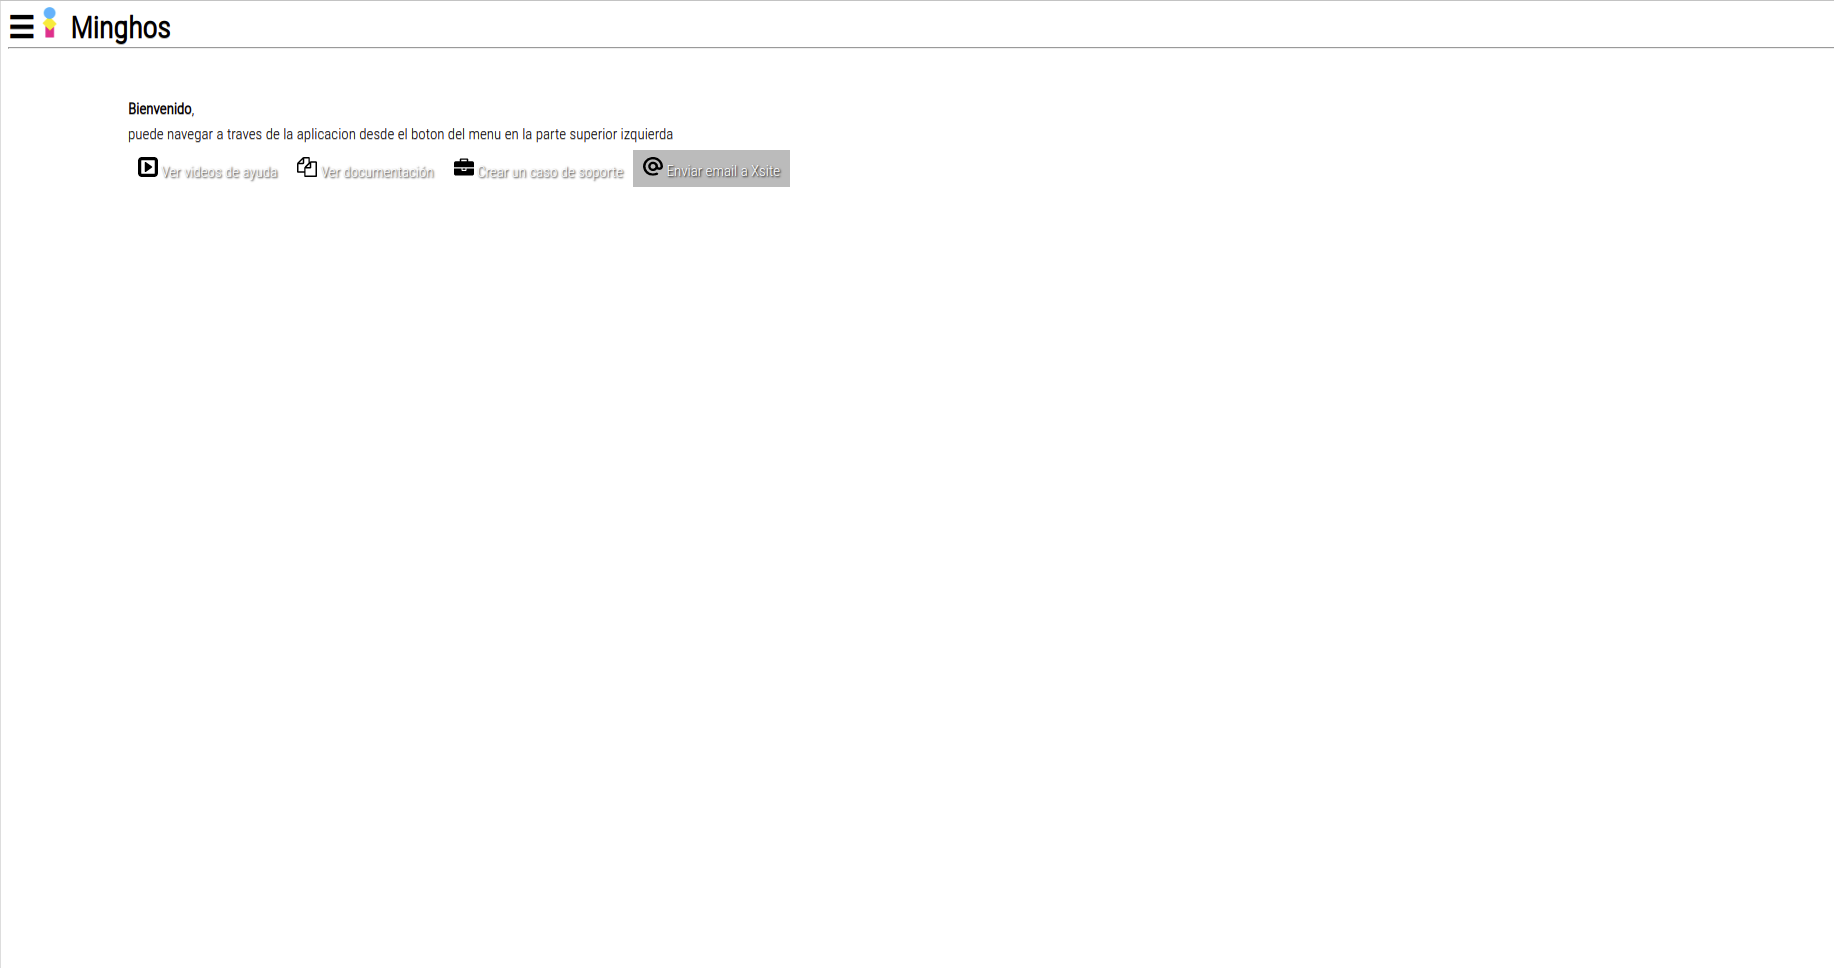 Minghos
Bienvenido,
puede navegar a traves de la aplicacion desde el boton del menu en la parte superior izquierda
Ver videos de ayuda Ver documentación Crear un caso de soporte Enviar email a Xsite